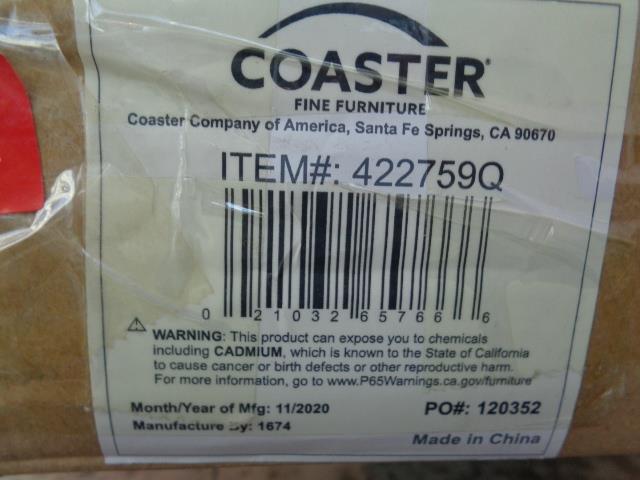 COASTER®
FINE FURNITURE
Coaster Company of America, Santa Fe Springs, CA 90670
ITEM#: 422759Q
0 21032 65766 6
WARNING: This product can expose you to chemicals
including CADMIUM, which is known to the State of California
to cause cancer or birth defects or other reproductive harm.
For more information, go to www.P65Warnings.ca.gov/furniture
Month/Year of Mfg: 11/2020
PO#: 120352
Manufacture By: 1674
Made in China